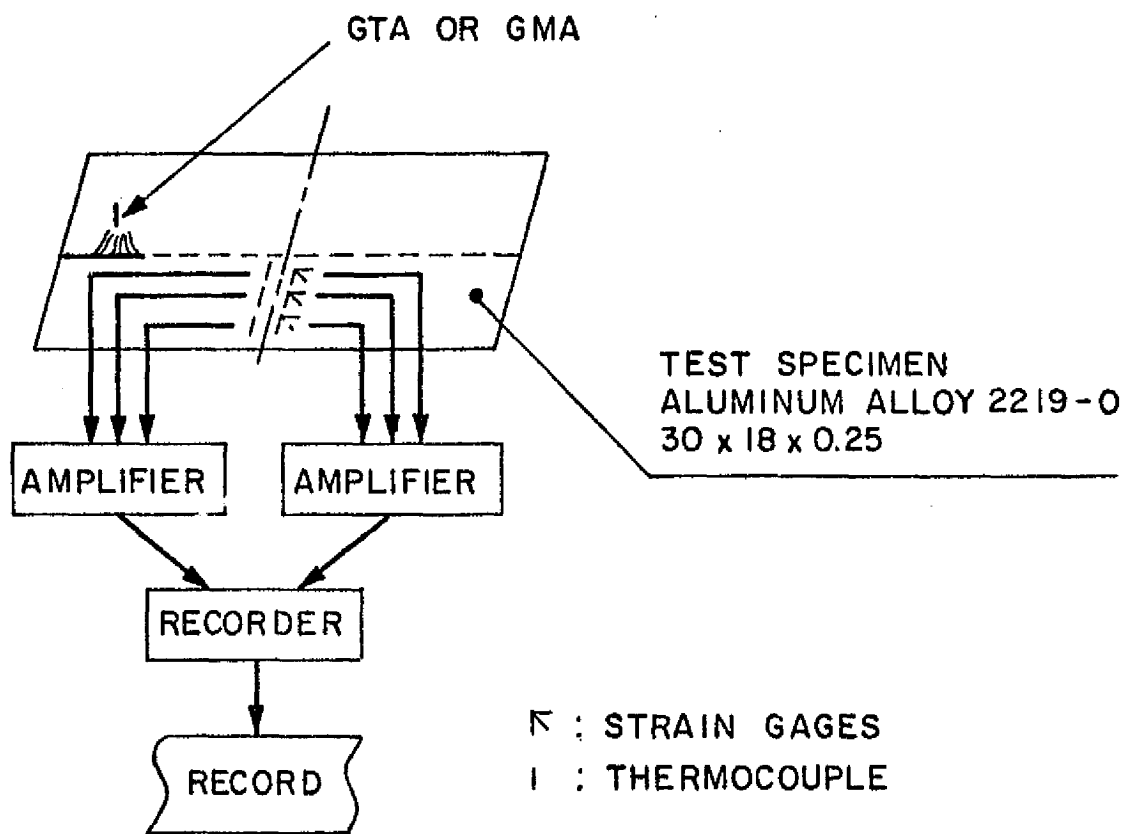 GTA OR GMA
TEST SPECIMEN
ALUMINUM ALLOY 2219-O
30 x 18 x 0.25
AMPLIFIER
AMPLIFIER
RECORDER
RECORD
: STRAIN GAGES
: THERMOCOUPLE